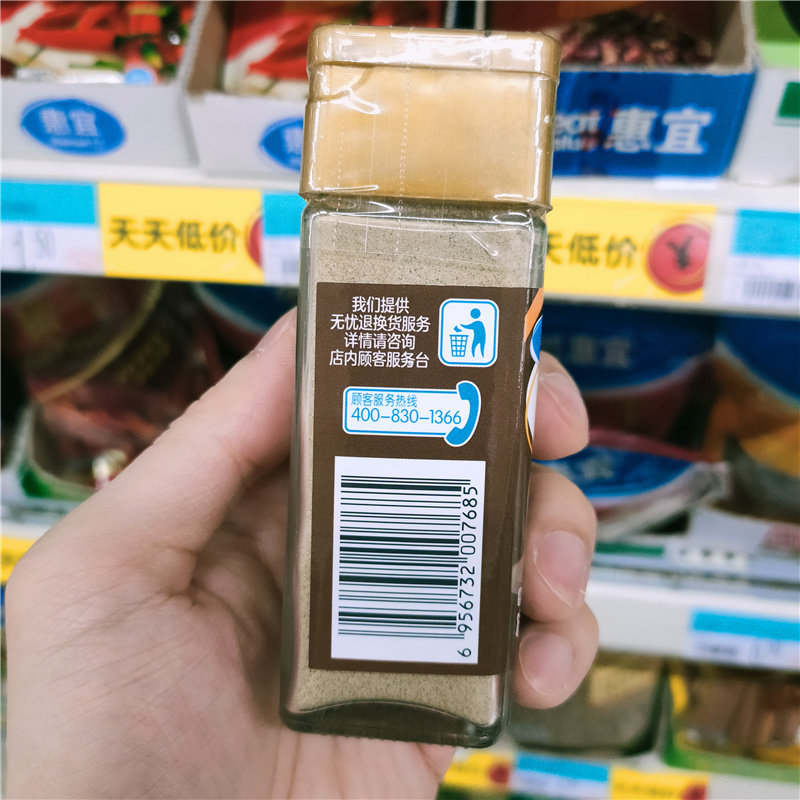 惠宜
惠宜
天天低价
天低价
¥
我们提供
无忧退换货服务
详情请咨询
店内顾客服务台
顾客服务热线
400-830-1366
6 956732 007685
惠宜